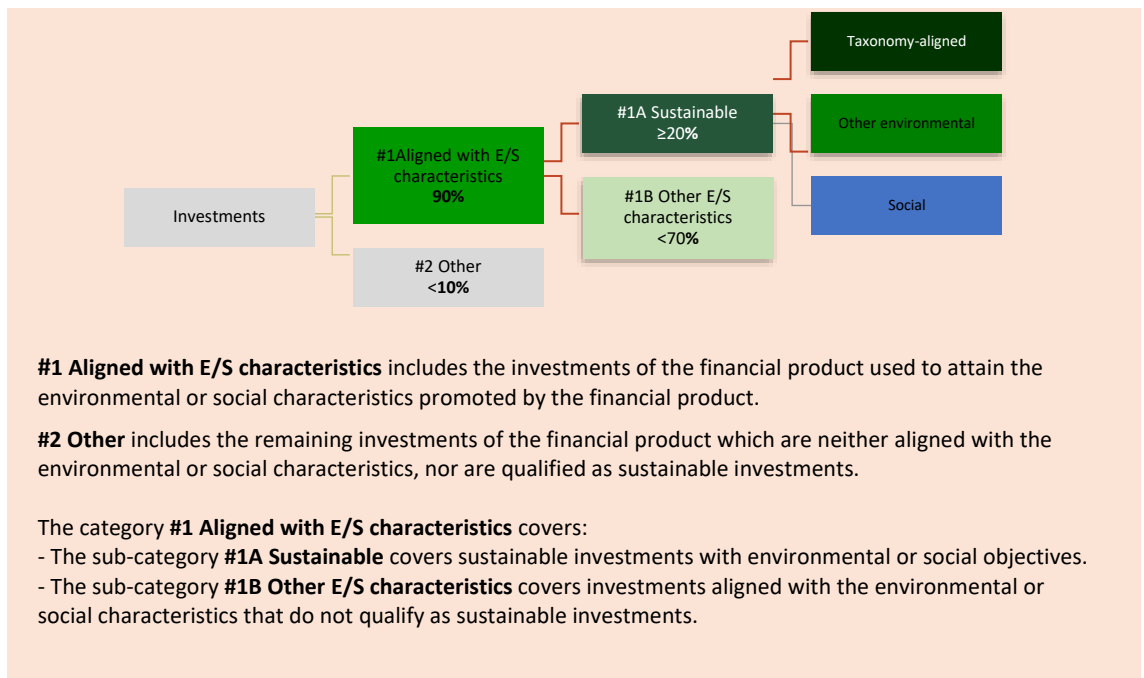 Taxonomy-aligned
#1A Sustainable
≥20%
Other environmental
#1Aligned with E/S
characteristics
90%
#1B Other E/S
characteristics
<70%
Social
Investments
#2 Other
<10%
#1 Aligned with E/S characteristics includes the investments of the financial product used to attain the
environmental or social characteristics promoted by the financial product.
#2 Other includes the remaining investments of the financial product which are neither aligned with the
environmental or social characteristics, nor are qualified as sustainable investments.
The category #1 Aligned with E/S characteristics covers:
- The sub-category #1A Sustainable covers sustainable investments with environmental or social objectives.
- The sub-category #1B Other E/S characteristics covers investments aligned with the environmental or
social characteristics that do not qualify as sustainable investments.